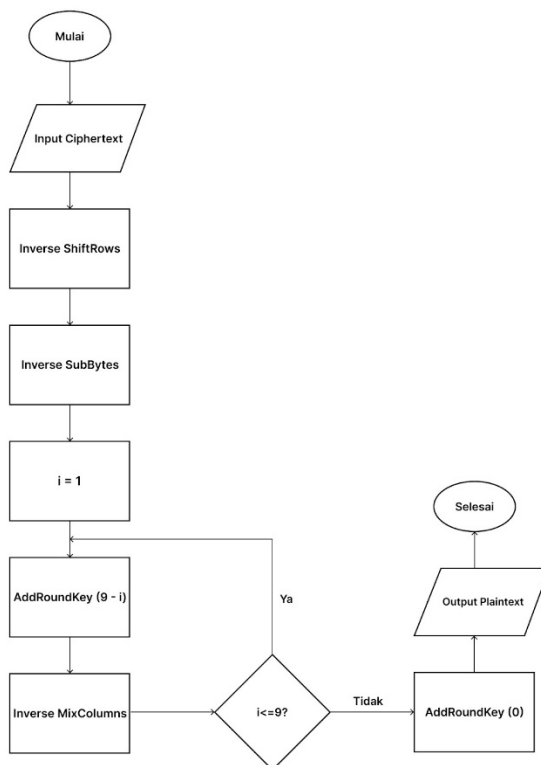 Mulai
Input Ciphertext
Inverse ShiftRows
Inverse SubBytes
i = 1
AddRoundKey (9 - i)
Inverse MixColumns
i<=9?
Ya
Tidak
AddRoundKey (0)
Output Plaintext
Selesai